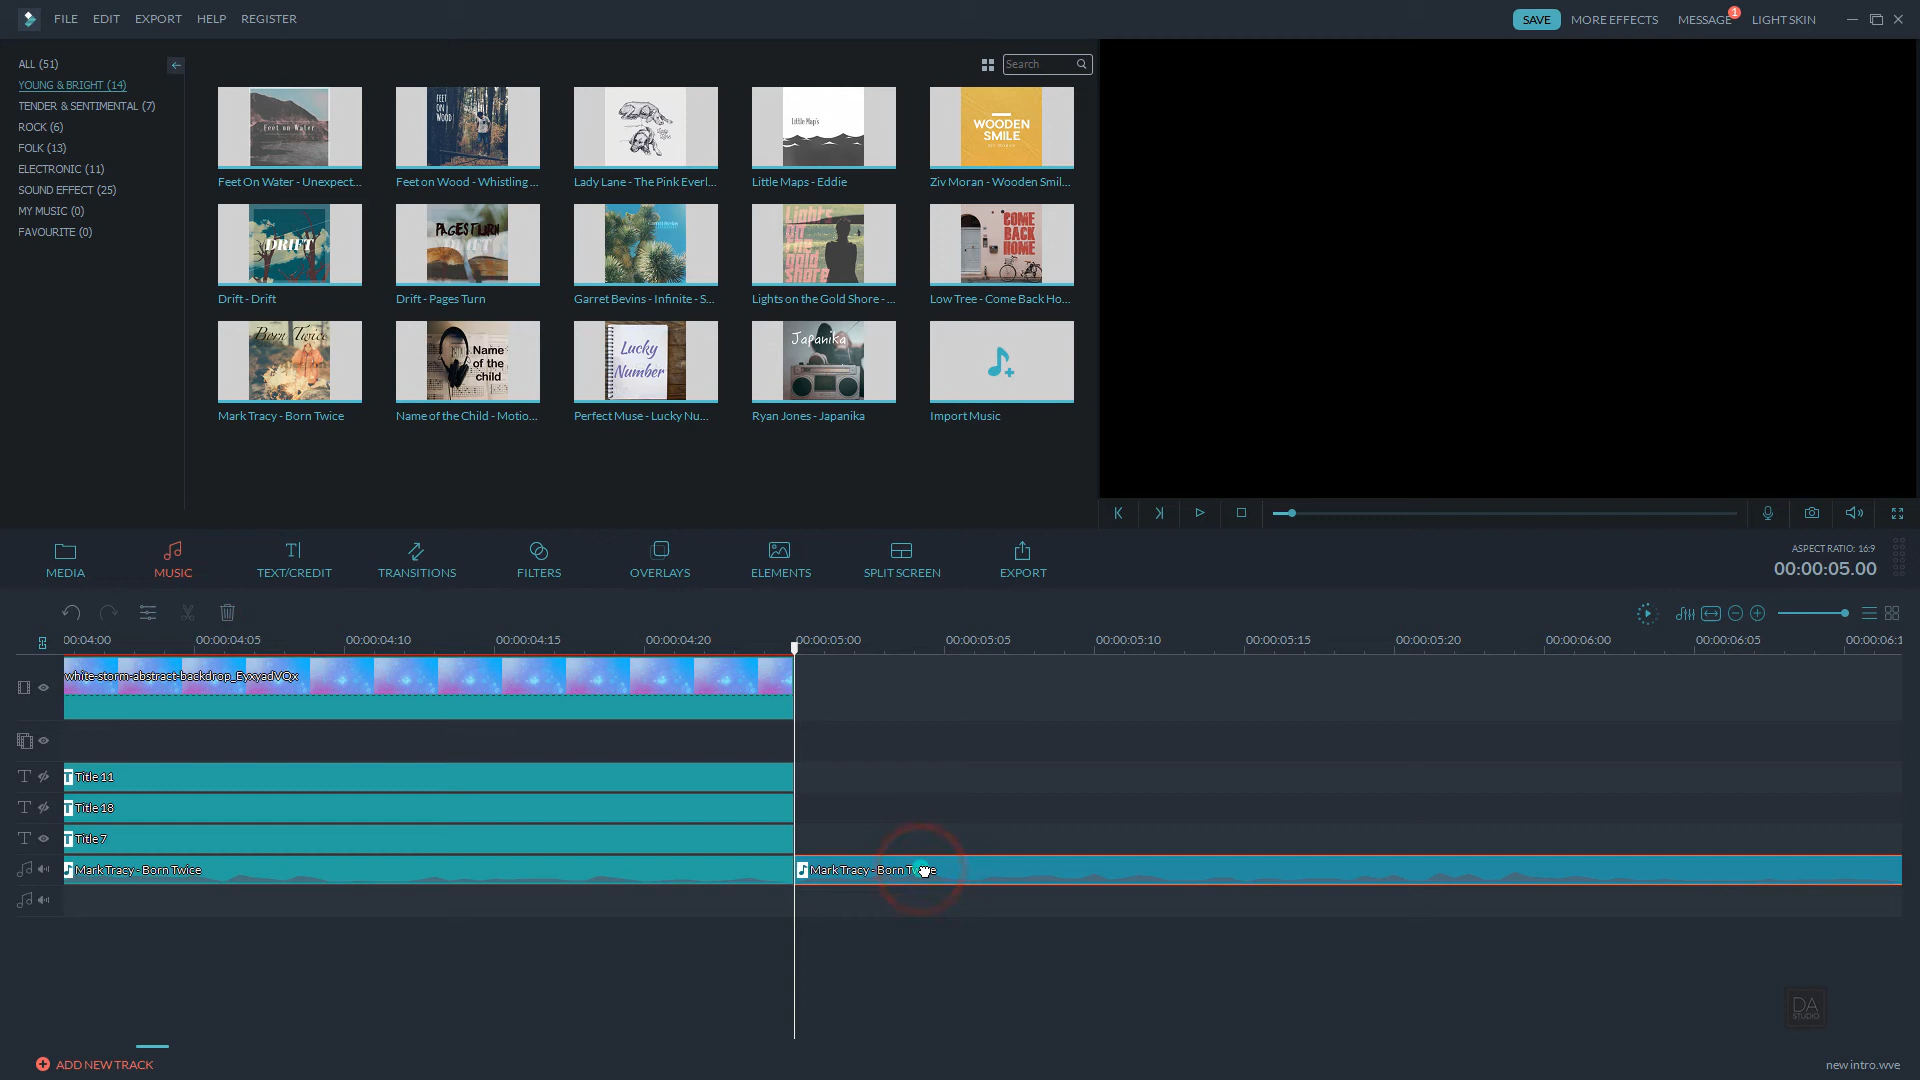 FILE EDIT EXPORT HELP REGISTER SAVE MORE EFFECTS MESSAGE 1 LIGHT SKIN
ALL (51)
YOUNG & BRIGHT (14)
TENDER & SENTIMENTAL (7)
ROCK (6)
FOLK (13)
ELECTRONIC (11)
SOUND EFFECT (25)
MY MUSIC (0)
FAVOURITE (0)
Search
Feet on Water
FEET
ON
WOOD
Little Map's
WOODEN
SMILE
Feet On Water - Unexpect...
Feet on Wood - Whistling ...
Lady Lane - The Pink Everl...
Little Maps - Eddie
Ziv Moran - Wooden Smil...
DRIFT
PAGES TURN
DRIFT
Garret Bevins
Lights
on
the gold
shore
COME
BACK
HOME
Drift - Drift
Drift - Pages Turn
Garret Bevins - Infinite - S...
Lights on the Gold Shore - ...
Low Tree - Come Back Ho...
Born Twice
Name
of the
child
Lucky
Number
Japanika
Mark Tracy - Born Twice
Name of the Child - Motio...
Perfect Muse - Lucky Nu...
Ryan Jones - Japanika
Import Music
MEDIA
MUSIC
TEXT/CREDIT
TRANSITIONS
FILTERS
OVERLAYS
ELEMENTS
SPLIT SCREEN
EXPORT
ASPECT RATIO: 16:9
00:00:05.00
00:04:00 00:00:04:05 00:00:04:10 00:00:04:15 00:00:04:20 00:00:05:00 00:00:05:05 00:00:05:10 00:00:05:15 00:00:05:20 00:00:06:00 00:00:06:05 00:00:06:1
white-storm-abstract-backdrop_EyxyadVQx
Title 11
Title 18
Title 7
Mark Tracy - Born Twice
Mark Tracy - Born Twice
DA
STUDIO
ADD NEW TRACK
new intro.wve